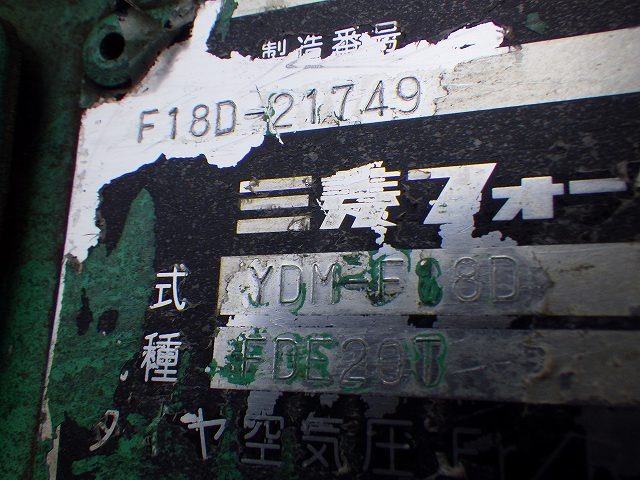 製造番号
F18D-21749
三菱フォー
式 YDM-F18D
種 FDE20T
タイヤ空気圧